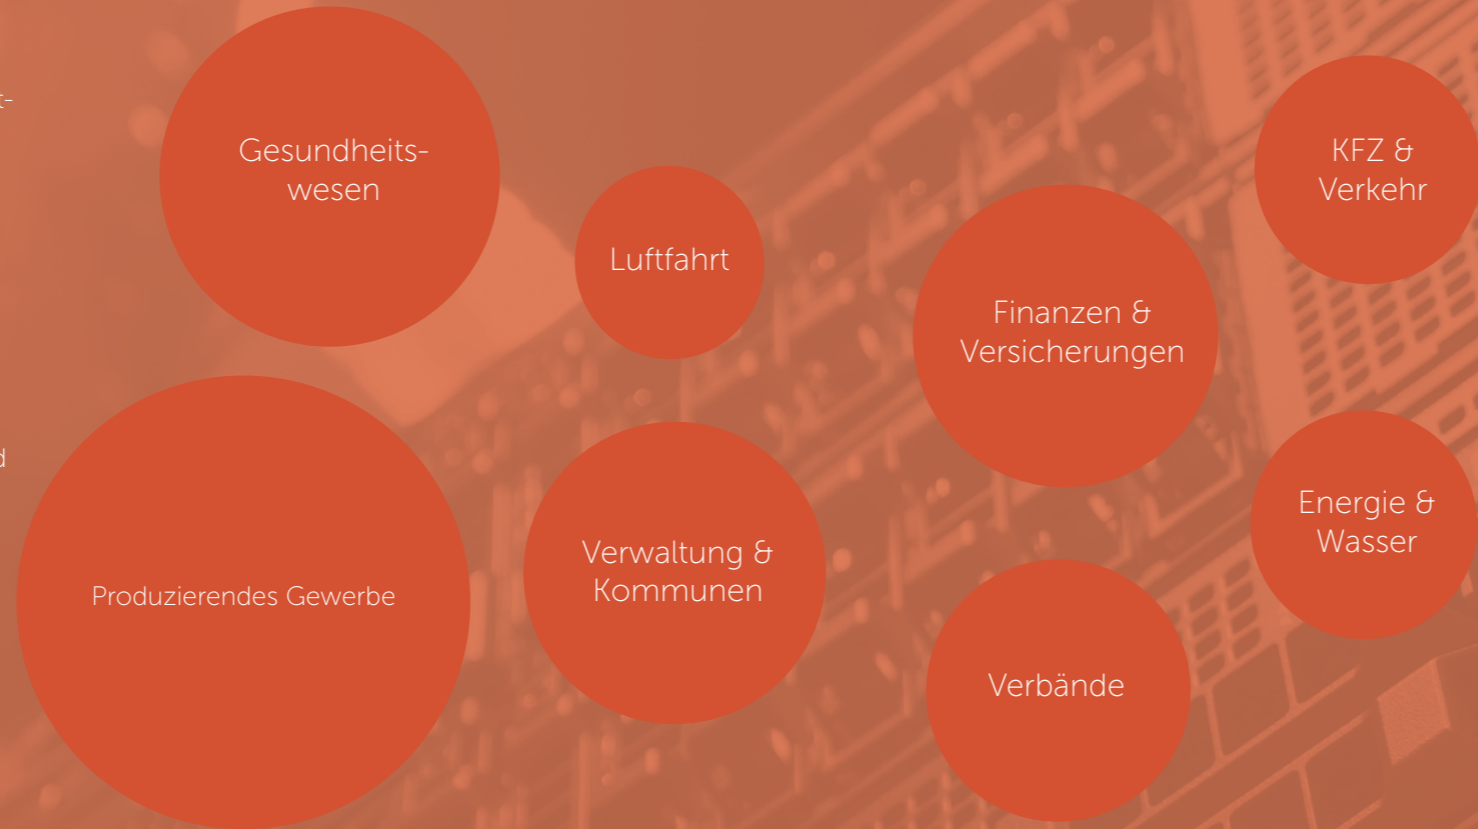 Gesundheits-
wesen
Luftfahrt
KFZ &
Verkehr
Finanzen &
Versicherungen
Produzierendes Gewerbe
Verwaltung &
Kommunen
Energie &
Wasser
Verbände